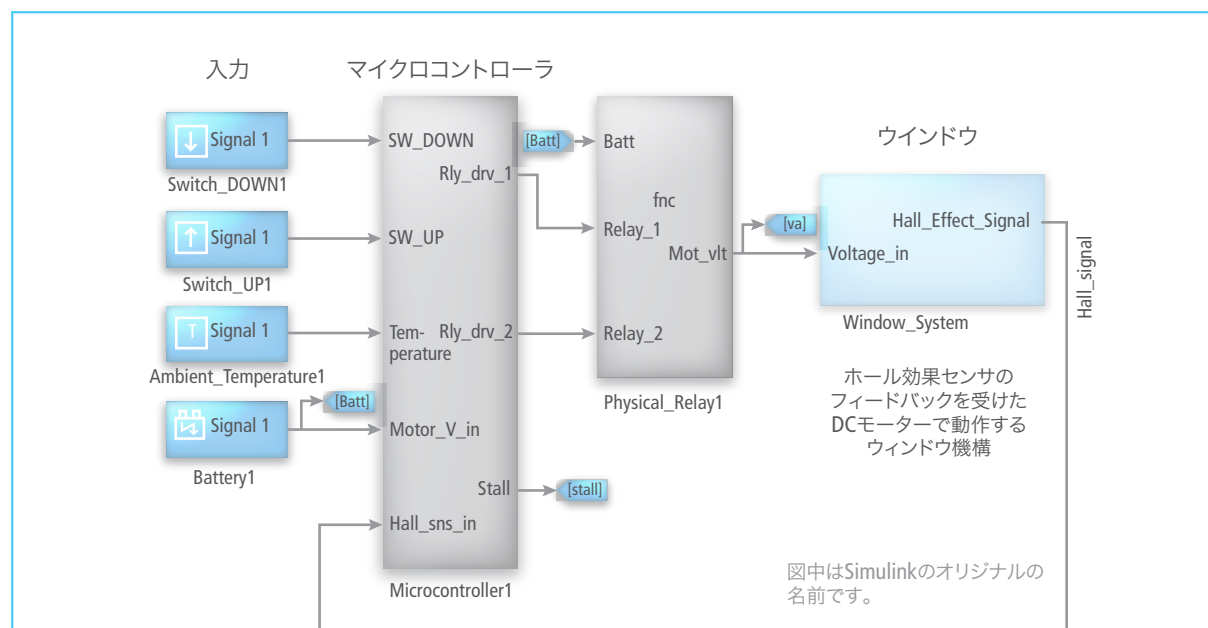 入力
マイクロコントローラ
ウインドウ
Signal 1
Switch_DOWN1
Signal 1
Switch_UP1
T
Signal 1
Ambient_Temperature1
[Batt]
Signal 1
Battery1
SW_DOWN
Rly_drv_1
SW_UP
Tem-
perature
Rly_drv_2
Motor_V_in
Stall
Hall_sns_in
Microcontroller1
[Batt]
[stall]
Batt
fnc
Relay_1
Mot_vlt
Relay_2
Physical_Relay1
[va]
Hall_Effect_Signal
Voltage_in
Window_System
Hall_signal
ホール効果センサの
フィードバックを受けた
DCモーターで動作する
ウィンドウ機構
図中はSimulinkのオリジナルの
名前です。